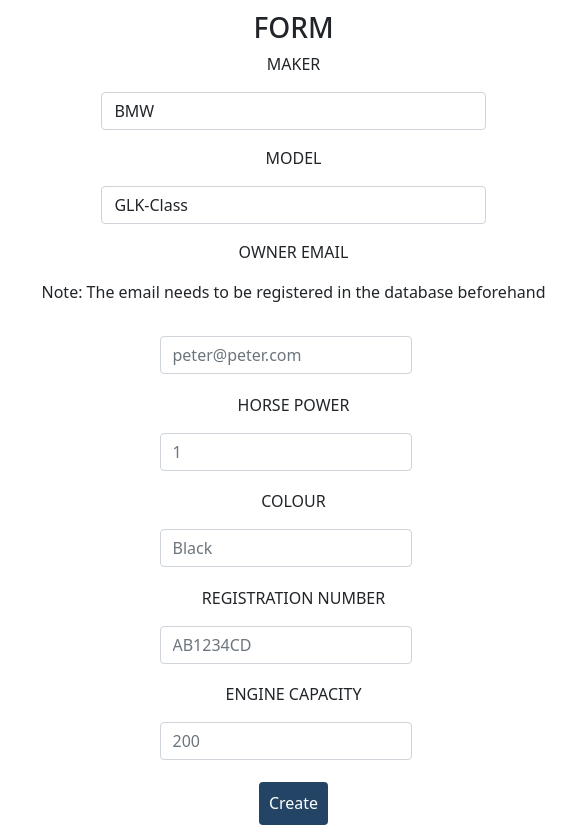 FORM
MAKER
BMW
MODEL
GLK-Class
OWNER EMAIL
Note: The email needs to be registered in the database beforehand
peter@peter.com
HORSE POWER
1
COLOUR
Black
REGISTRATION NUMBER
AB1234CD
ENGINE CAPACITY
200
Create